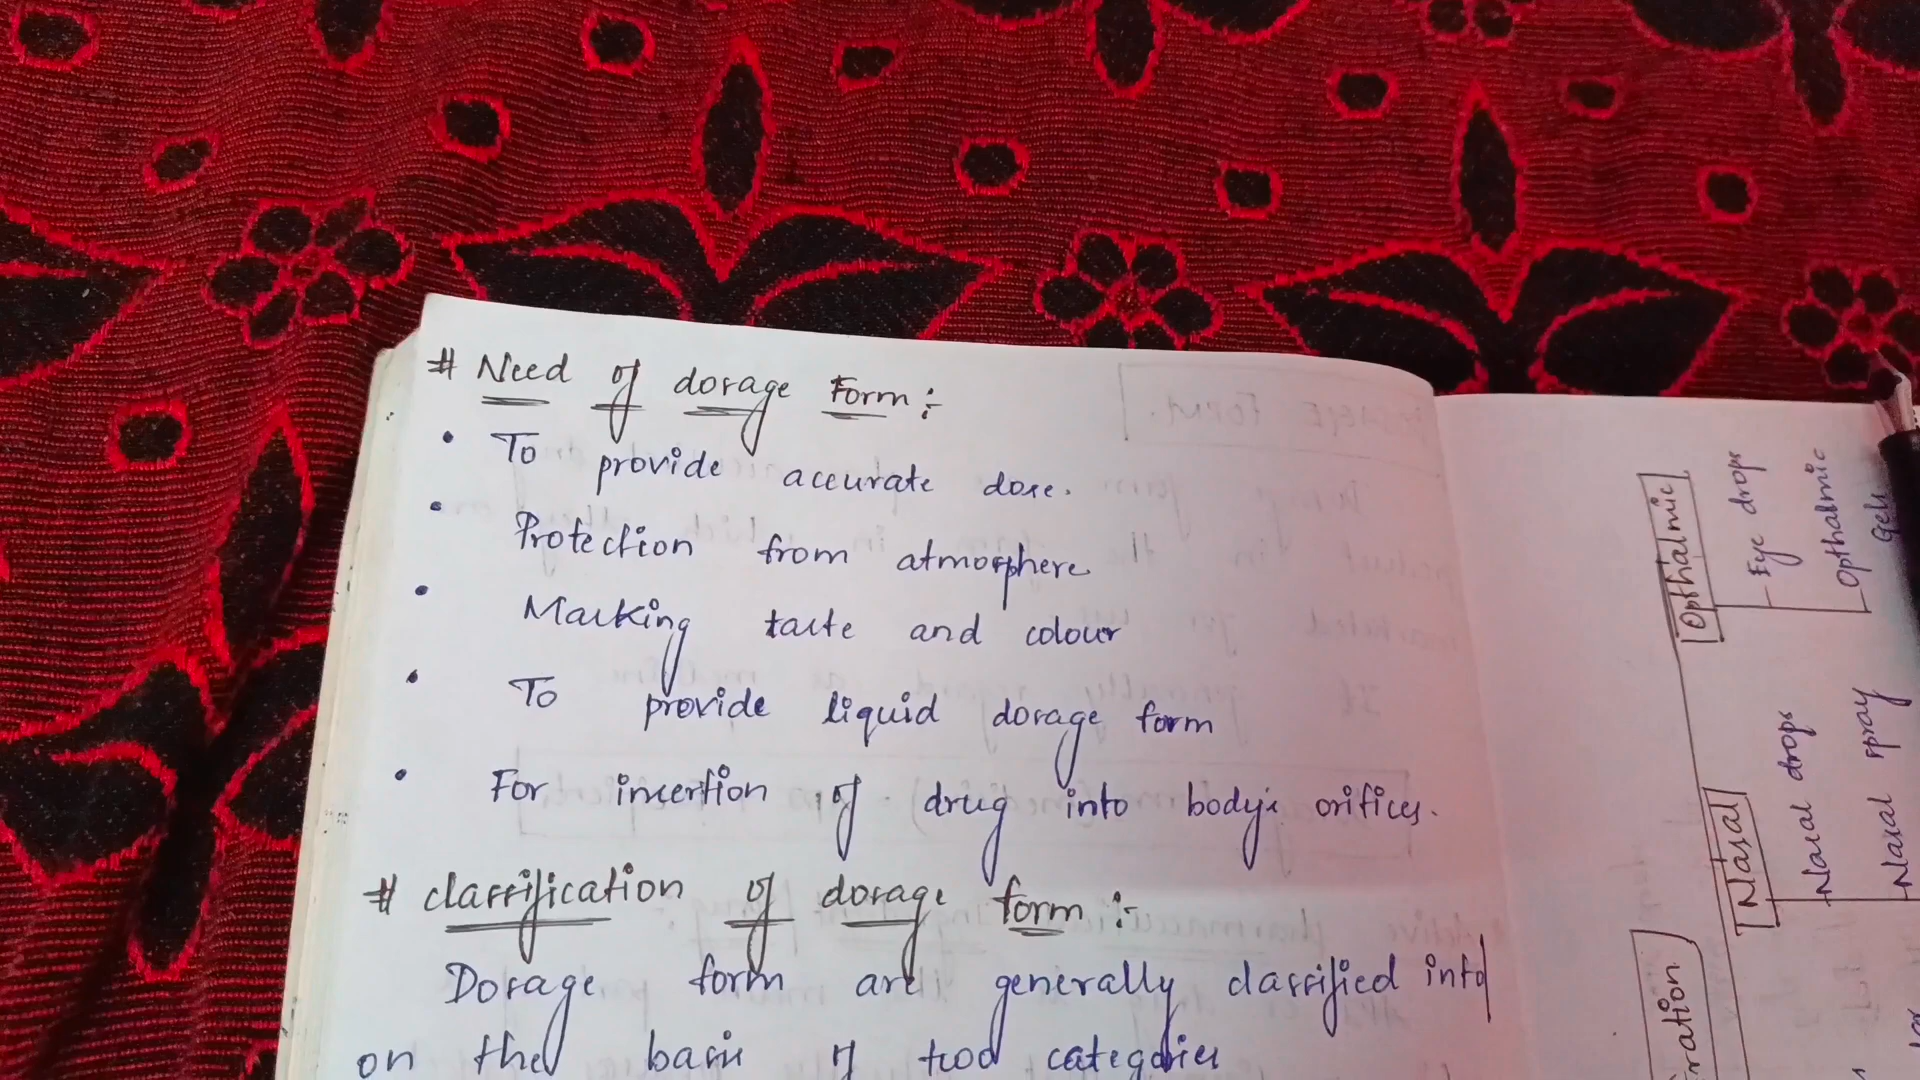 # Need of dosage Form:-
• To provide accurate dose.
• Protection from atmosphere
• Masking taste and colour
• To provide liquid dosage form
• For insertion of drug into body's orifices.
# classification of dosage form :-
Dosage form are generally classified into
on the basis of two categories
Opthalmic
Eye drops
Opthalmic
Gels
Nasal
Nasal drops
Nasal spray